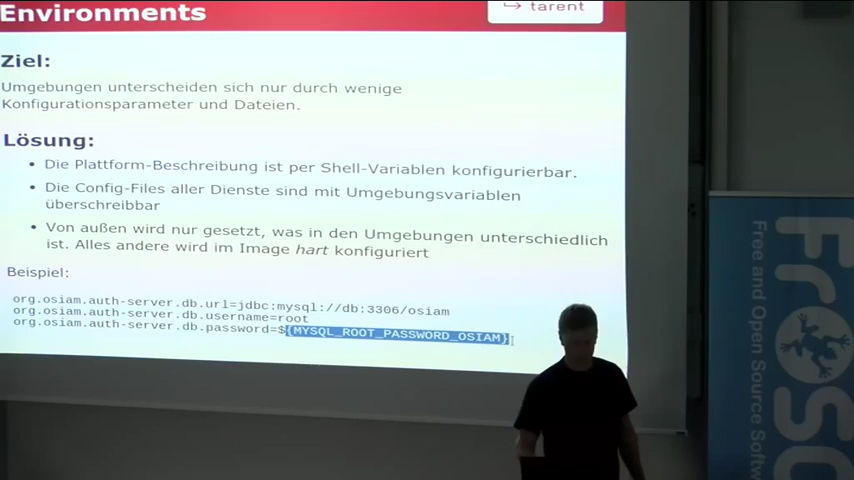 Environments
tarent
Ziel:
Umgebungen unterscheiden sich nur durch wenige
Konfigurationsparameter und Dateien.
Lösung:
• Die Plattform-Beschreibung ist per Shell-Variablen konfigurierbar.
• Die Config-Files aller Dienste sind mit Umgebungsvariablen
überschreibbar
• Von außen wird nur gesetzt, was in den Umgebungen unterschiedlich
ist. Alles andere wird im Image hart konfiguriert
Beispiel:
org.osiam.auth-server.db.url=jdbc:mysql://db:3306/osiam
org.osiam.auth-server.db.username=root
org.osiam.auth-server.db.password=${MYSQL_ROOT_PASSWORD_OSIAM}
Free and Open Source Softw
FrOSC